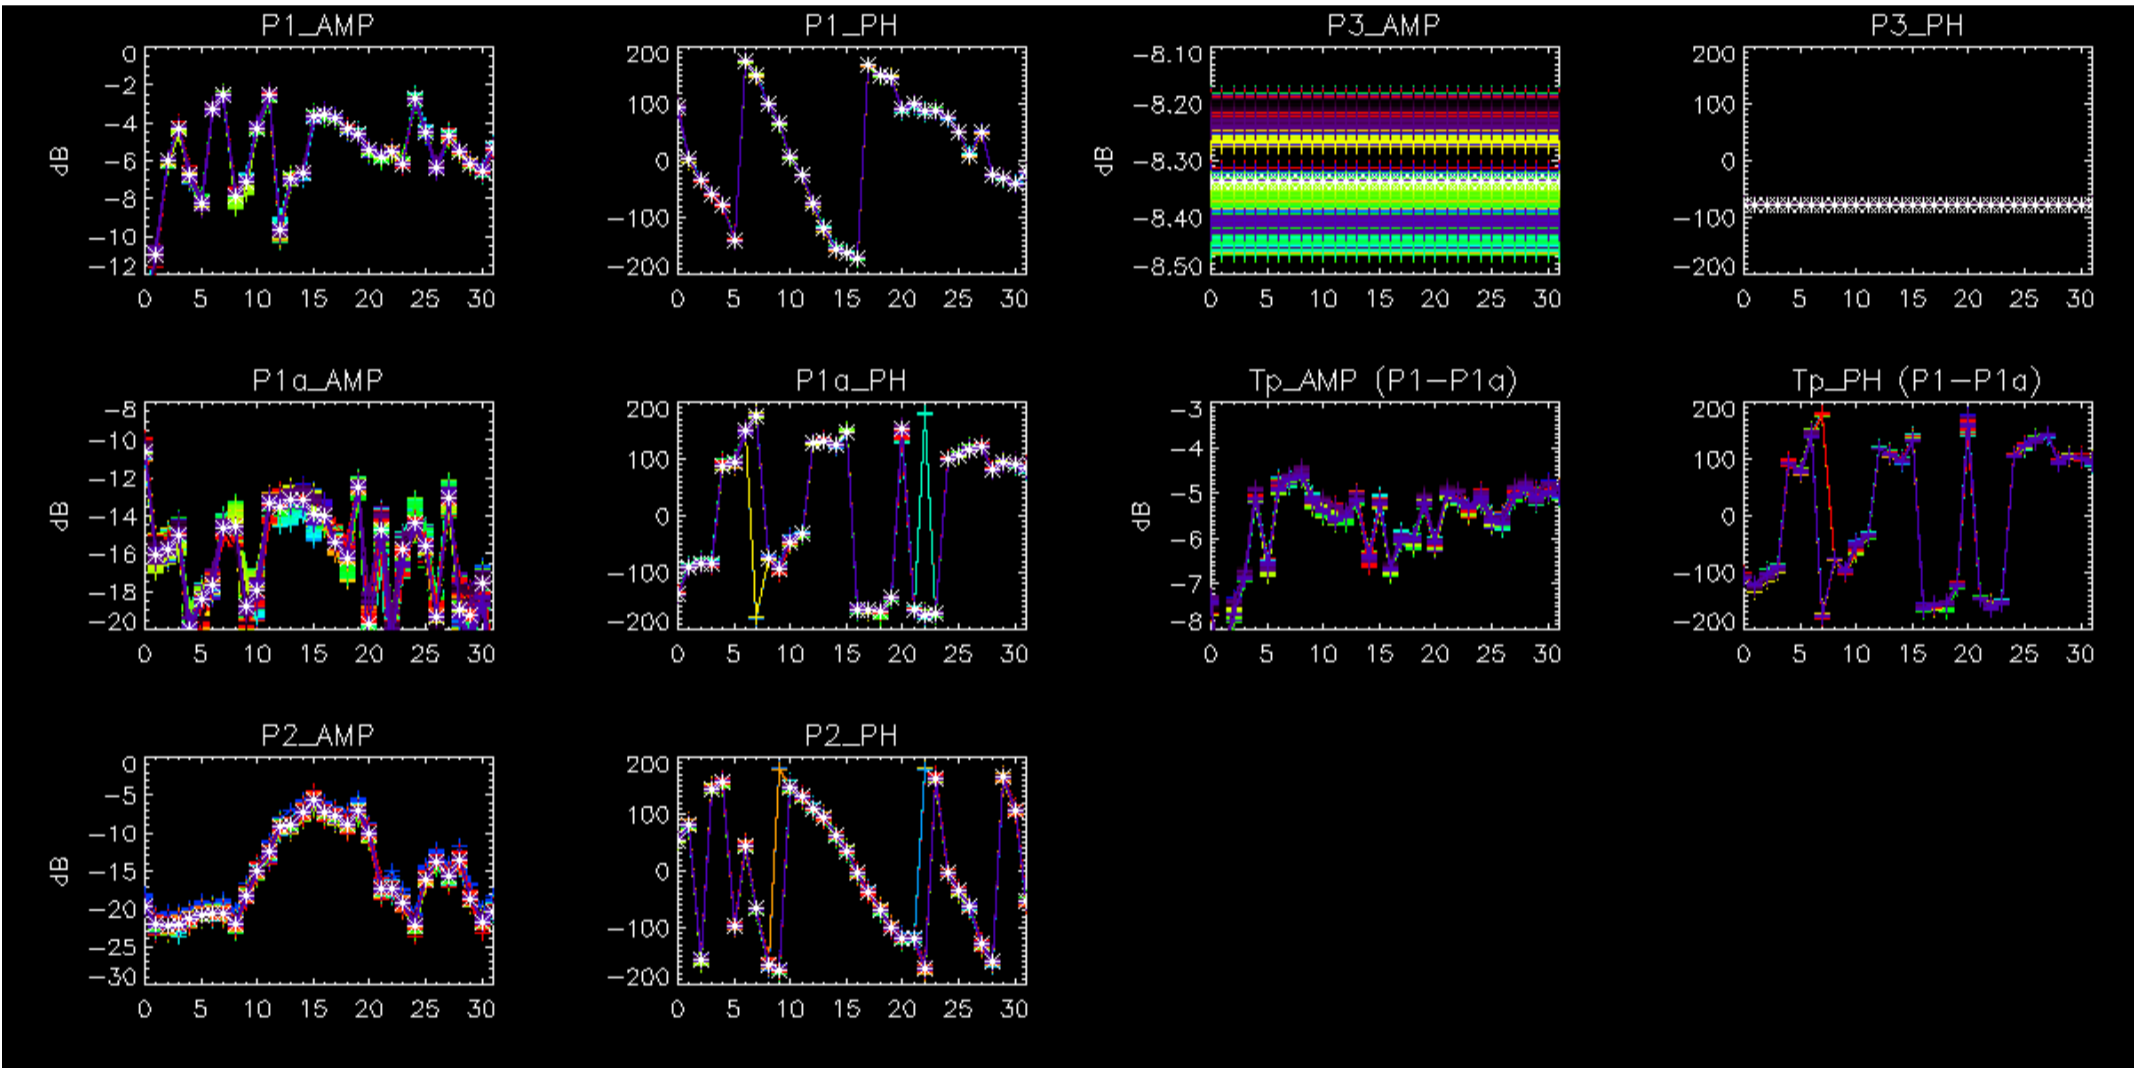 P1_AMP
P1_PH
P3_AMP
P3_PH
0
−2
−4
−6
−8
−10
−12
dB
0 5 10 15 20 25 30
200
100
0
−100
−200
0 5 10 15 20 25 30
−8.10
−8.20
−8.30
−8.40
−8.50
dB
0 5 10 15 20 25 30
200
100
0
−100
−200
0 5 10 15 20 25 30
P1a_AMP
P1a_PH
Tp_AMP (P1−P1a)
Tp_PH (P1−P1a)
−8
−10
−12
−14
−16
−18
−20
dB
0 5 10 15 20 25 30
200
100
0
−100
−200
0 5 10 15 20 25 30
−3
−4
−5
−6
−7
−8
dB
0 5 10 15 20 25 30
200
100
0
−100
−200
0 5 10 15 20 25 30
P2_AMP
P2_PH
0
−5
−10
−15
−20
−25
−30
dB
0 5 10 15 20 25 30
200
100
0
−100
−200
0 5 10 15 20 25 30